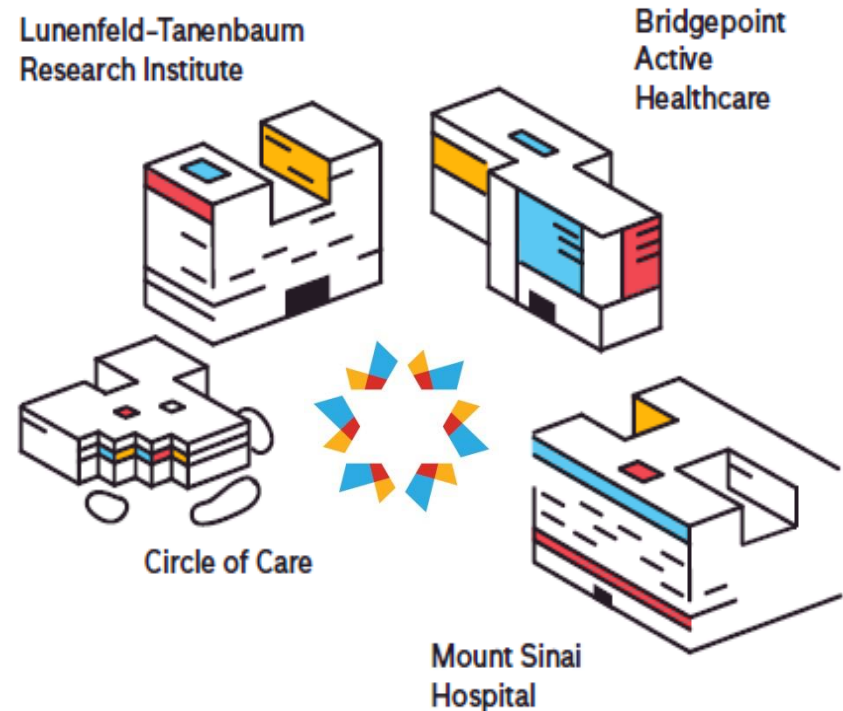 Lunenfeld-Tanenbaum
Research Institute
Bridgepoint
Active
Healthcare
Circle of Care
Mount Sinai
Hospital